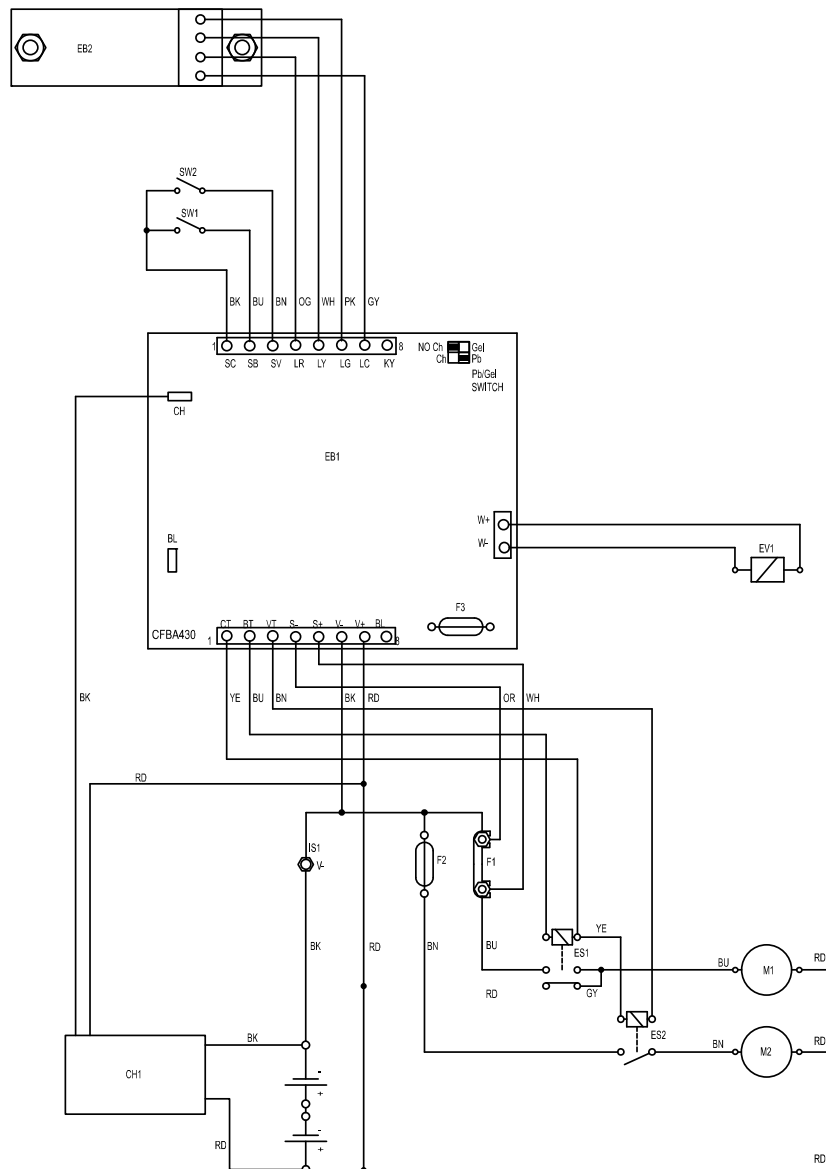 EB2
SW2
SW1
BK BU BN OG WH PK GY
1 8
SC SB SV LR LY LG LC KY
NO Ch Gel
Ch Pb
Pb/Gel
SWITCH
CH
EB1
W+
W-
EV1
BL
F3
CFBA430
CT BT VT S- S+ V- V+ BL
1 8
BK YE BU BN BK RD OR WH
RD
IS1
V-
F2 F1
BK RD BN BU
YE
ES1
RD GY
BU M1 RD
ES2
BN M2 RD
BK
CH1
-
+
-
+
RD
RD